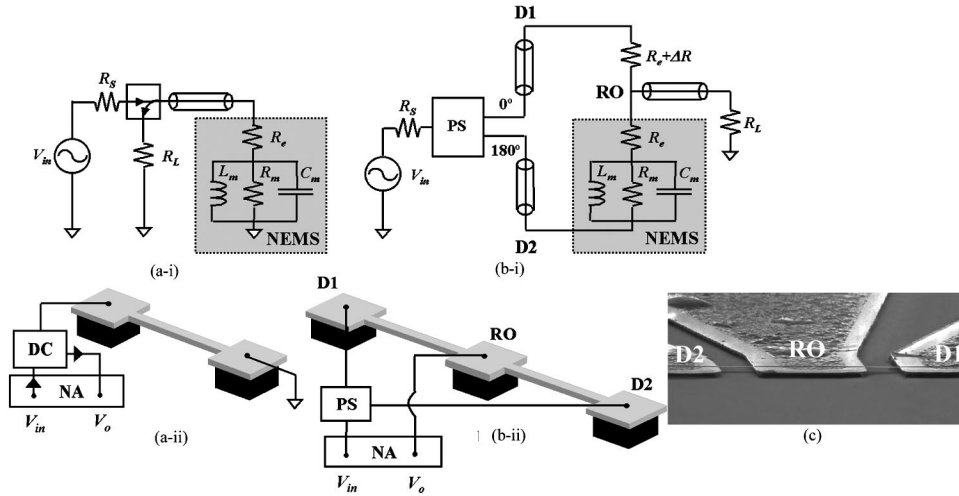 R_S
V_in
R_L
R_e
L_m R_m C_m
NEMS
(a-i)
D1
R_e+ΔR
RO
R_S
PS
0°
180°
V_in
R_L
R_e
L_m R_m C_m
NEMS
D2
(b-i)
DC
NA
V_in V_o
(a-ii)
D1
RO
D2
PS
NA
V_in V_o
(b-ii)
D2 RO D1
(c)